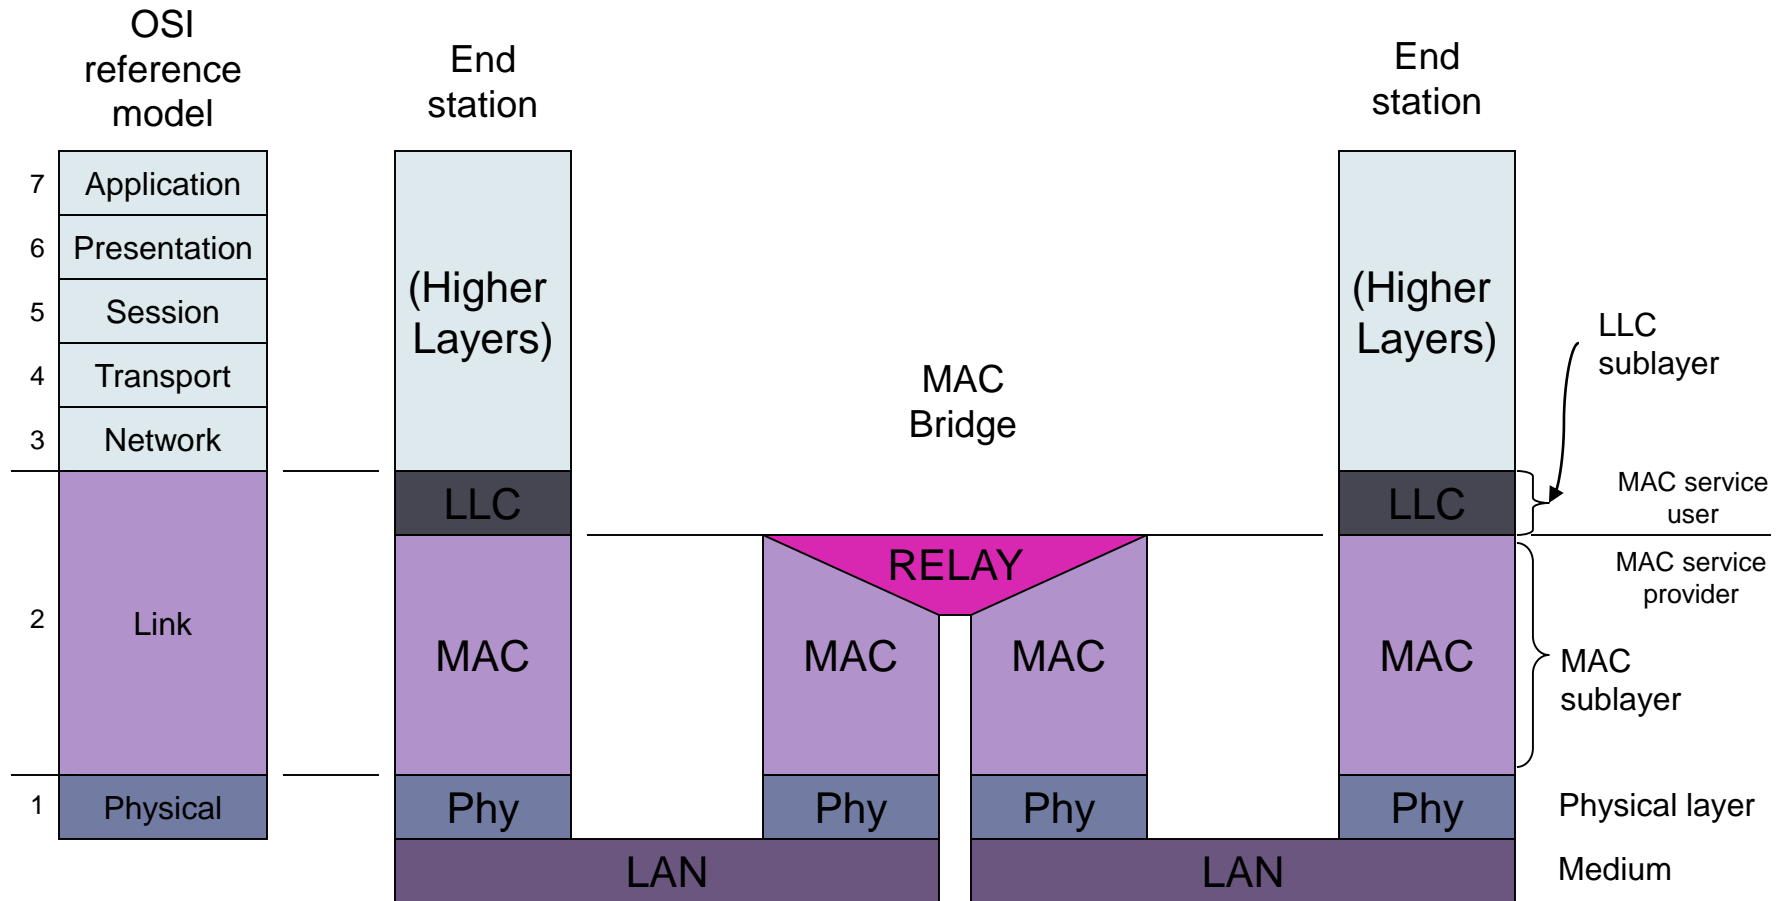 OSI
reference
model
End
station
End
station
7
Application
6
Presentation
5
Session
4
Transport
3
Network
2
Link
1
Physical
(Higher
Layers)
LLC
MAC
Phy
MAC
Bridge
RELAY
MAC
MAC
Phy
Phy
LAN
LAN
(Higher
Layers)
LLC
MAC
Phy
LLC
sublayer
MAC service
user
MAC service
provider
MAC
sublayer
Physical layer
Medium